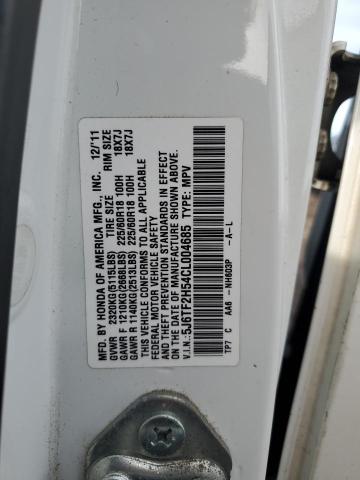 MFD. BY HONDA OF AMERICA MFG., INC. 12/'11
GVWR 2320KG(5115LBS) TIRE SIZE RIM SIZE
GAWR F 1210KG(2668LBS) 225/60R18 100H 18X7J
GAWR R 1140KG(2513LBS) 225/60R18 100H 18X7J
THIS VEHICLE CONFORMS TO ALL APPLICABLE
FEDERAL MOTOR VEHICLE SAFETY
AND THEFT PREVENTION STANDARDS IN EFFECT
ON THE DATE OF MANUFACTURE SHOWN ABOVE.
V.I.N.:5J6TF2H54CL004695 TYPE: MPV
TP7 C AA6 -NH603P -A-L